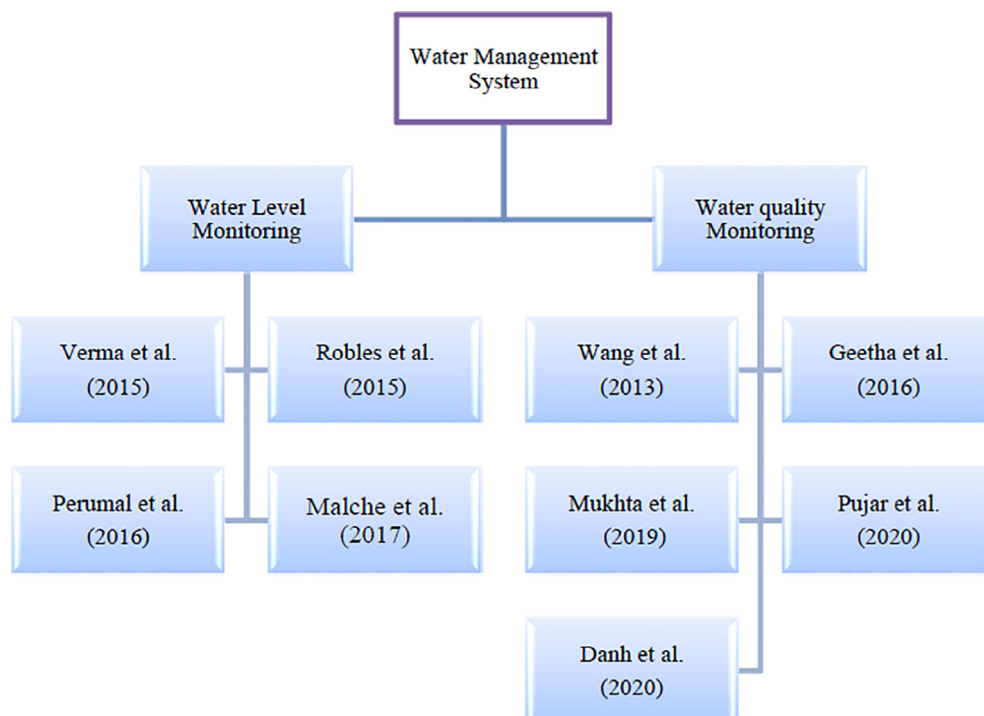 Water Management
System
Water Level
Monitoring
Water quality
Monitoring
Verma et al.
(2015)
Robles et al.
(2015)
Wang et al.
(2013)
Geetha et al.
(2016)
Perumal et al.
(2016)
Malche et al.
(2017)
Mukhta et al.
(2019)
Pujar et al.
(2020)
Danh et al.
(2020)